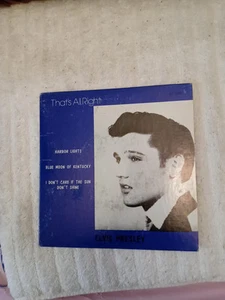 That's All Right
HARBOR LIGHTS
BLUE MOON OF KENTUCKY
I DON'T CARE IF THE SUN
DON'T SHINE
ELVIS PRESLEY